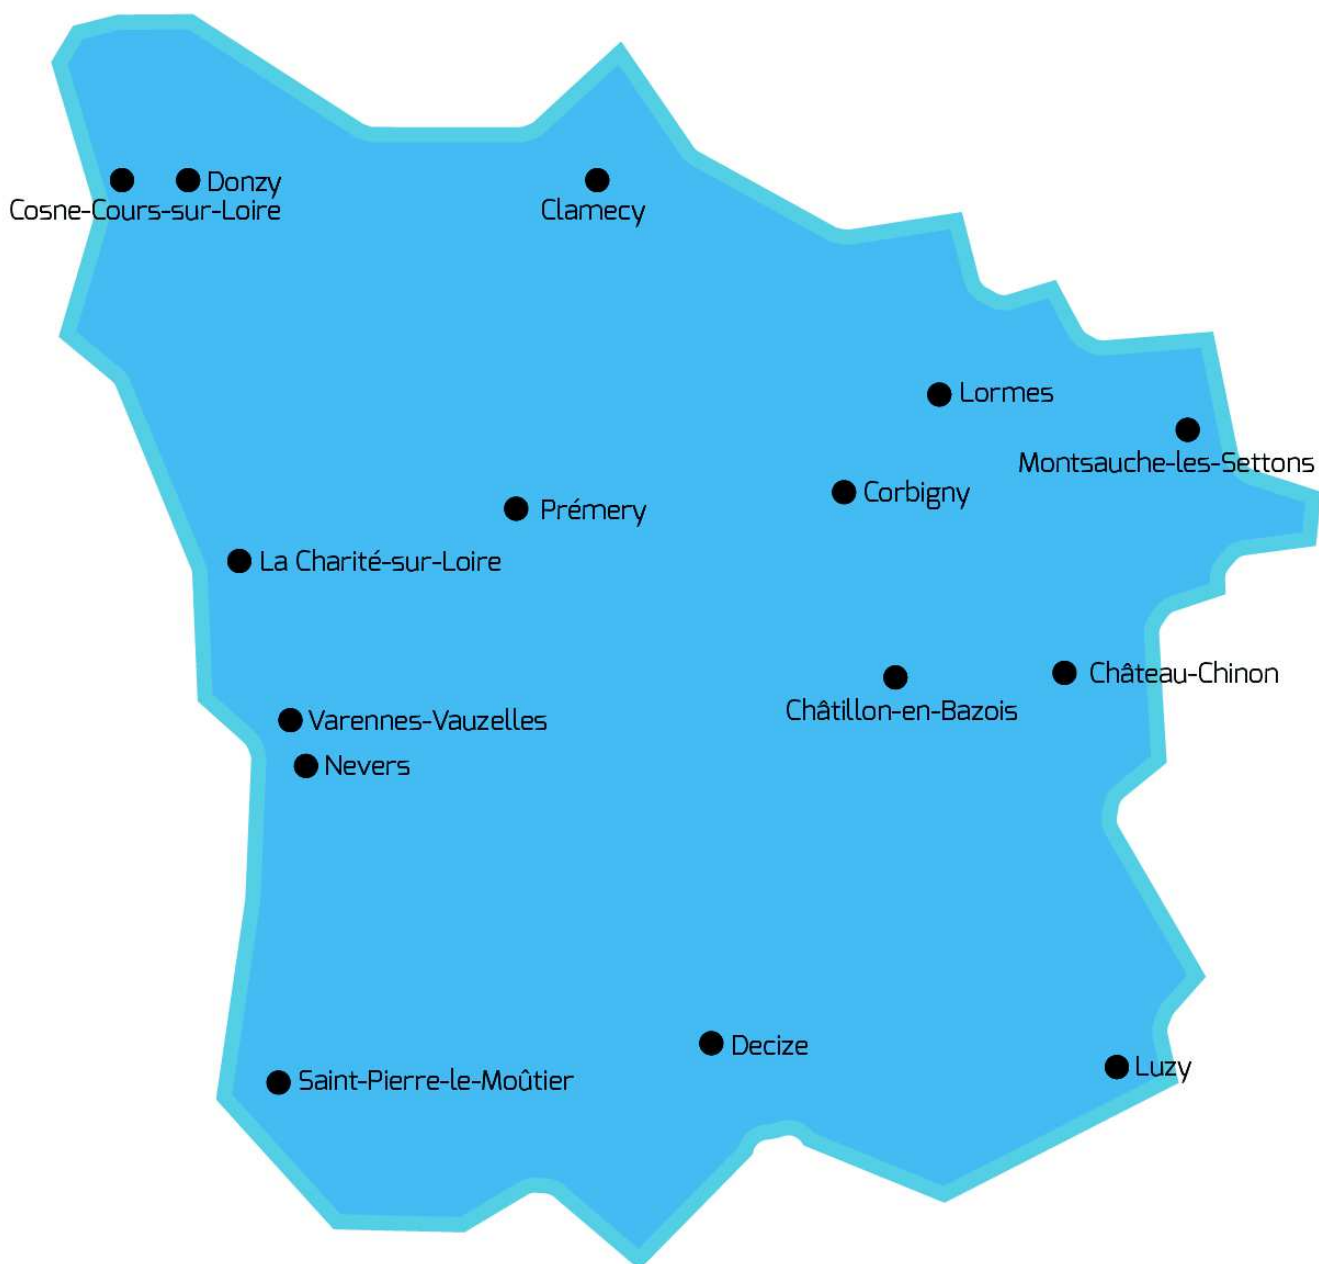 Donzy
Cosne-Cours-sur-Loire
Clamecy
Lormes
Montsauche-les-Settons
Corbigny
Prémery
La Charité-sur-Loire
Château-Chinon
Châtillon-en-Bazois
Varennes-Vauzelles
Nevers
Decize
Luzy
Saint-Pierre-le-Moûtier